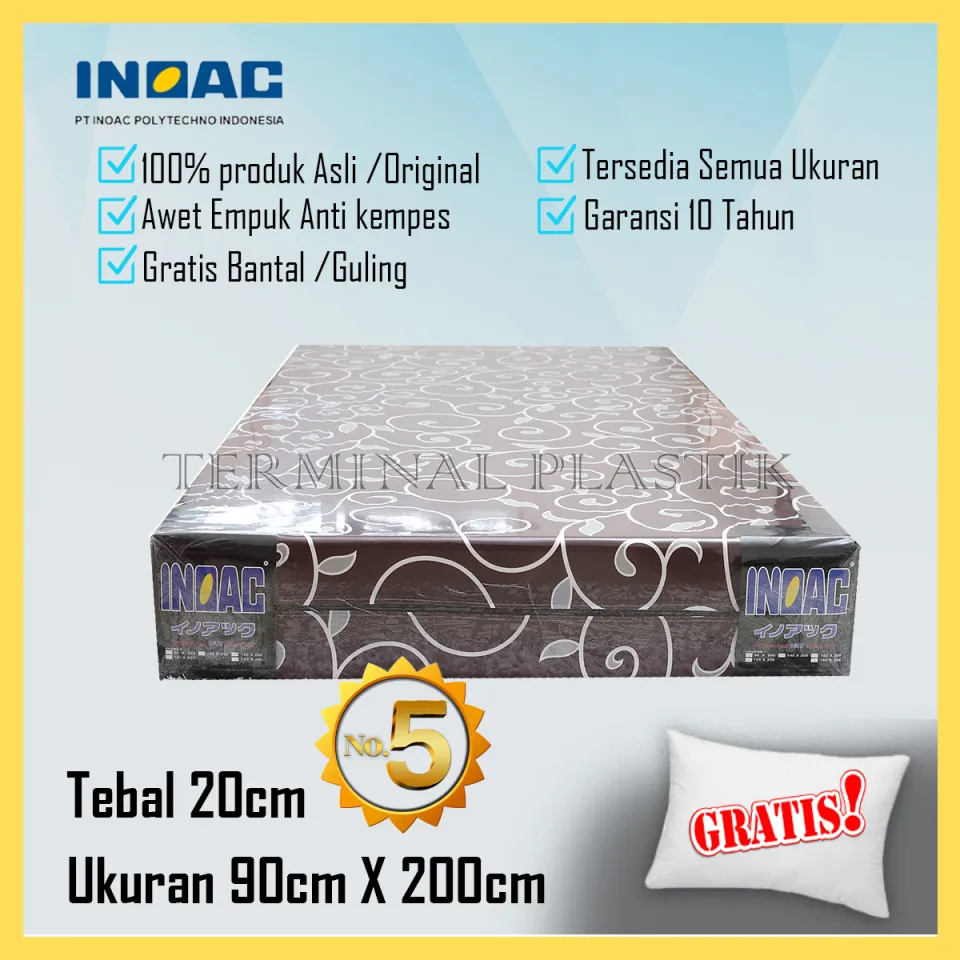 INOAC
PT INOAC POLYTECHNO INDONESIA
100% produk Asli /Original
Awet Empuk Anti kempes
Gratis Bantal /Guling
Tersedia Semua Ukuran
Garansi 10 Tahun
TERMINAL PLASTIK
INOAC®
イノアック
INOAC
イノアック
No.5
Tebal 20cm
Ukuran 90cm X 200cm
GRATIS!